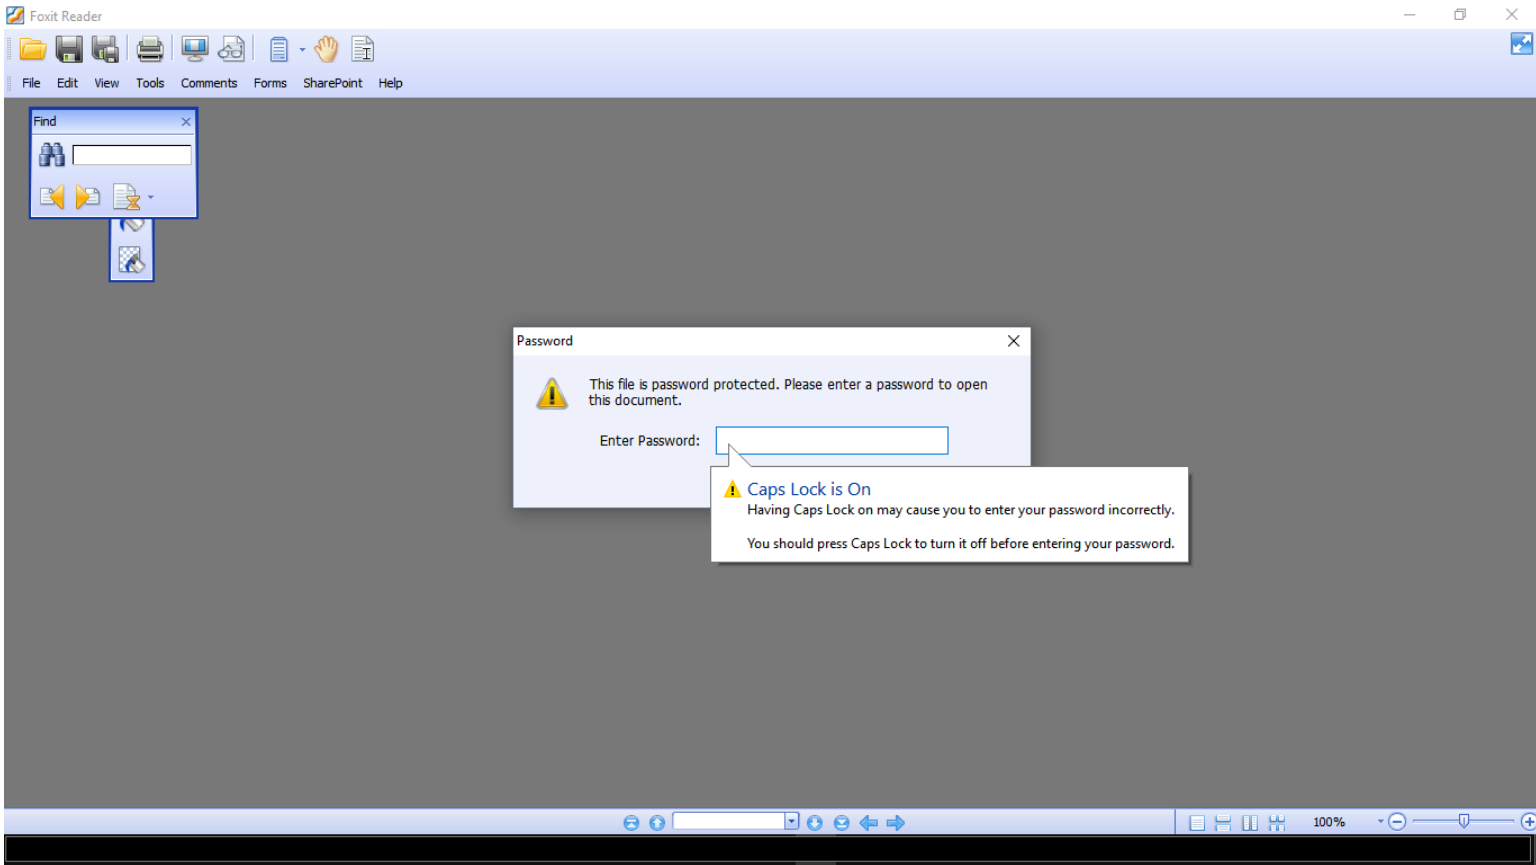 Foxit Reader
File Edit View Tools Comments Forms SharePoint Help
Find
Password
This file is password protected. Please enter a password to open
this document.
Enter Password:
Caps Lock is On
Having Caps Lock on may cause you to enter your password incorrectly.
You should press Caps Lock to turn it off before entering your password.
100%